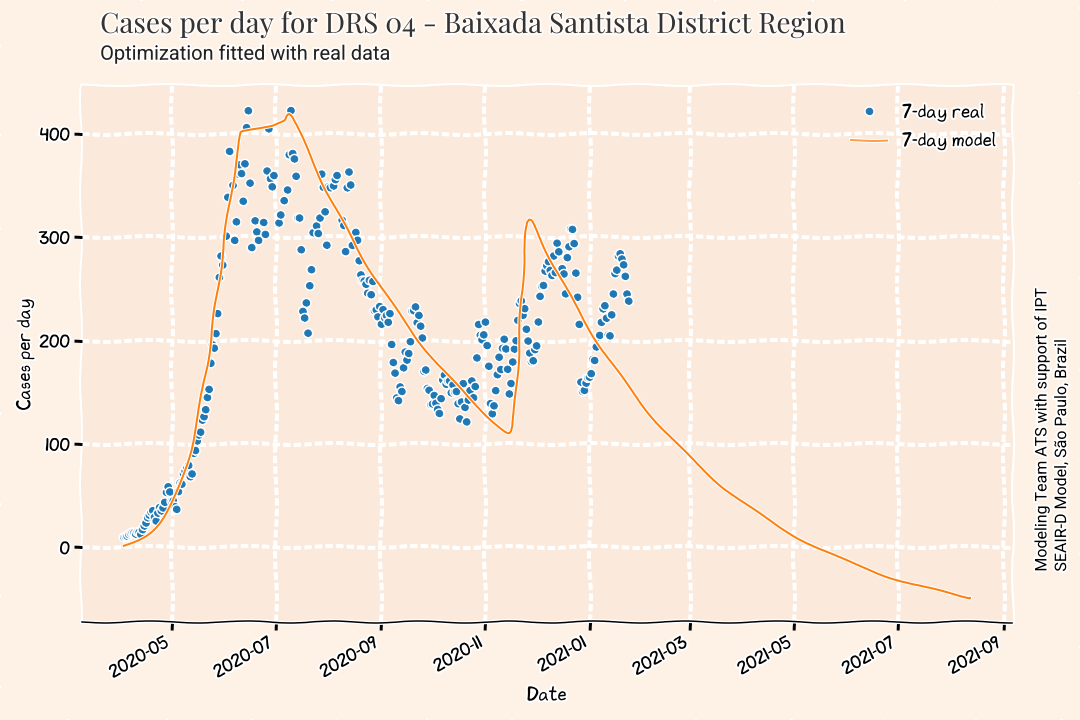 Cases per day for DRS 04 - Baixada Santista District Region
Optimization fitted with real data
7-day real
7-day model
400
300
200
100
0
Cases per day
2020-05
2020-07
2020-09
2020-11
2021-01
2021-03
2021-05
2021-07
2021-09
Date
Modeling Team ATS with support of IPT
SEAIR-D Model, São Paulo, Brazil